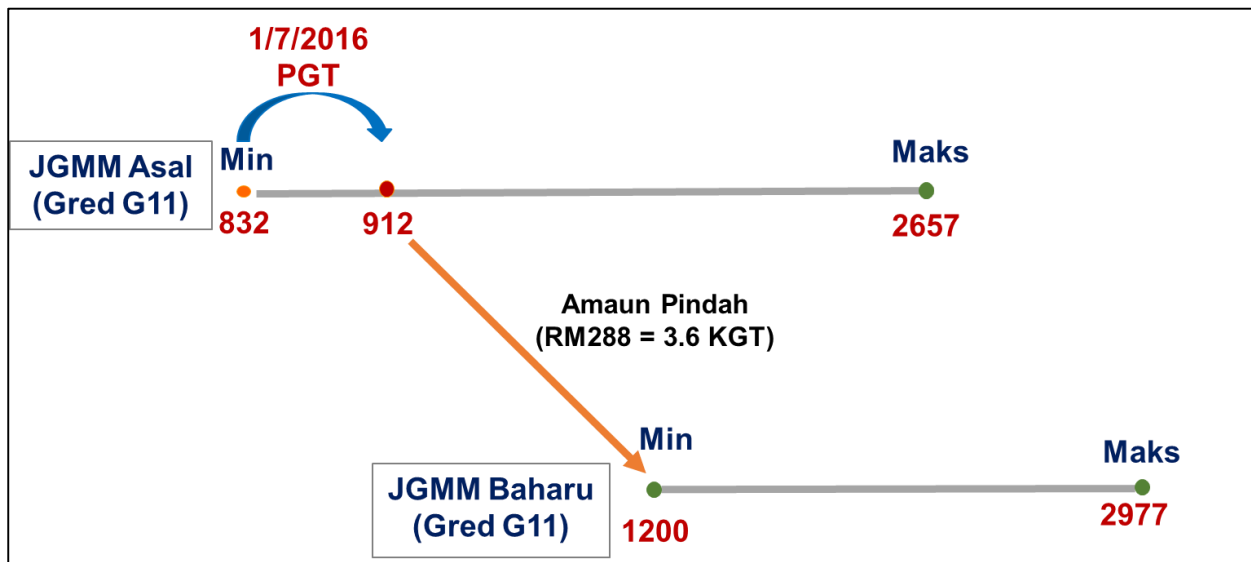 1/7/2016
PGT
JGMM Asal
(Gred G11)
Min
Maks
832
912
2657
Amaun Pindah
(RM288 = 3.6 KGT)
JGMM Baharu
(Gred G11)
Min
Maks
1200
2977